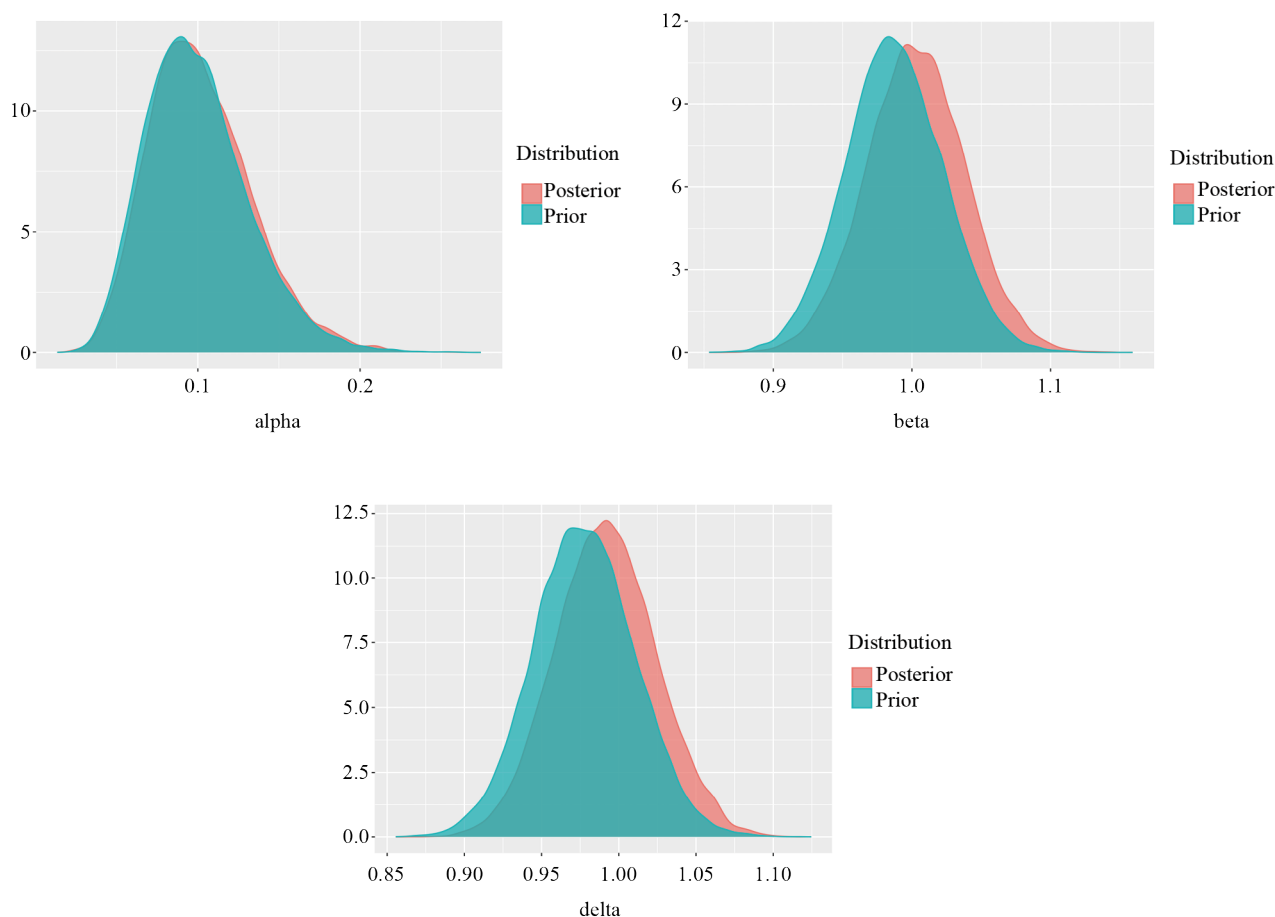 10
5
0
0.1 0.2
alpha
Distribution
Posterior
Prior
12
9
6
3
0
0.9 1.0 1.1
beta
Distribution
Posterior
Prior
12.5
10.0
7.5
5.0
2.5
0.0
0.85 0.90 0.95 1.00 1.05 1.10
delta
Distribution
Posterior
Prior